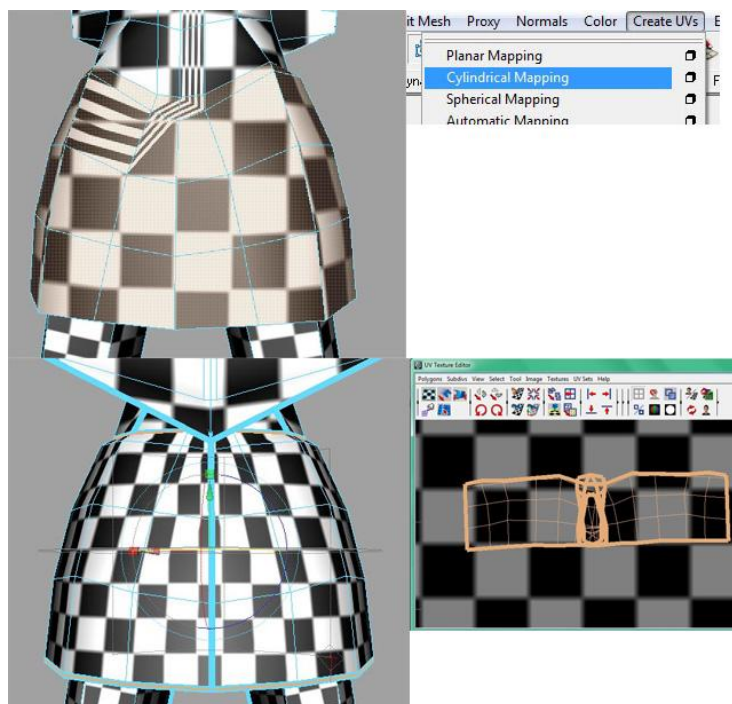 it Mesh Proxy Normals Color Create UVs E
Planar Mapping
yn Cylindrical Mapping F
Spherical Mapping
Automatic Mapping
UV Texture Editor
Polygons Subdivs View Select Tool Image Textures UV Sets Help